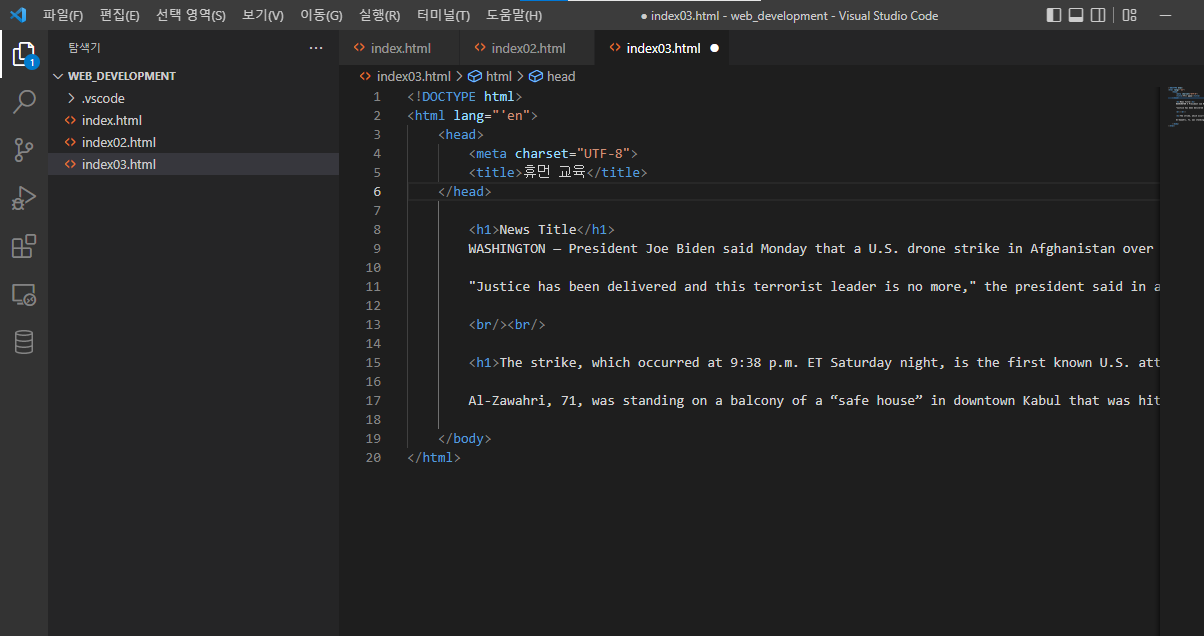 파일(F) 편집(E) 선택 영역(S) 보기(V) 이동(G) 실행(R) 터미널(T) 도움말(H) ● index03.html - web_development - Visual Studio Code
탐색기 ···
1
WEB_DEVELOPMENT
.vscode
index.html
index02.html
index03.html
index.html index02.html index03.html ●
index03.html > html > head
1 <!DOCTYPE html>
2 <html lang="'en">
3 <head>
4 <meta charset="UTF-8">
5 <title>휴먼 교육</title>
6 </head>
7
8 <h1>News Title</h1>
9 WASHINGTON — President Joe Biden said Monday that a U.S. drone strike in Afghanistan over
10
11 "Justice has been delivered and this terrorist leader is no more," the president said in a
12
13 <br/><br/>
14
15 <h1>The strike, which occurred at 9:38 p.m. ET Saturday night, is the first known U.S. att
16
17 Al-Zawahri, 71, was standing on a balcony of a “safe house” in downtown Kabul that was hit
18
19 </body>
20 </html>